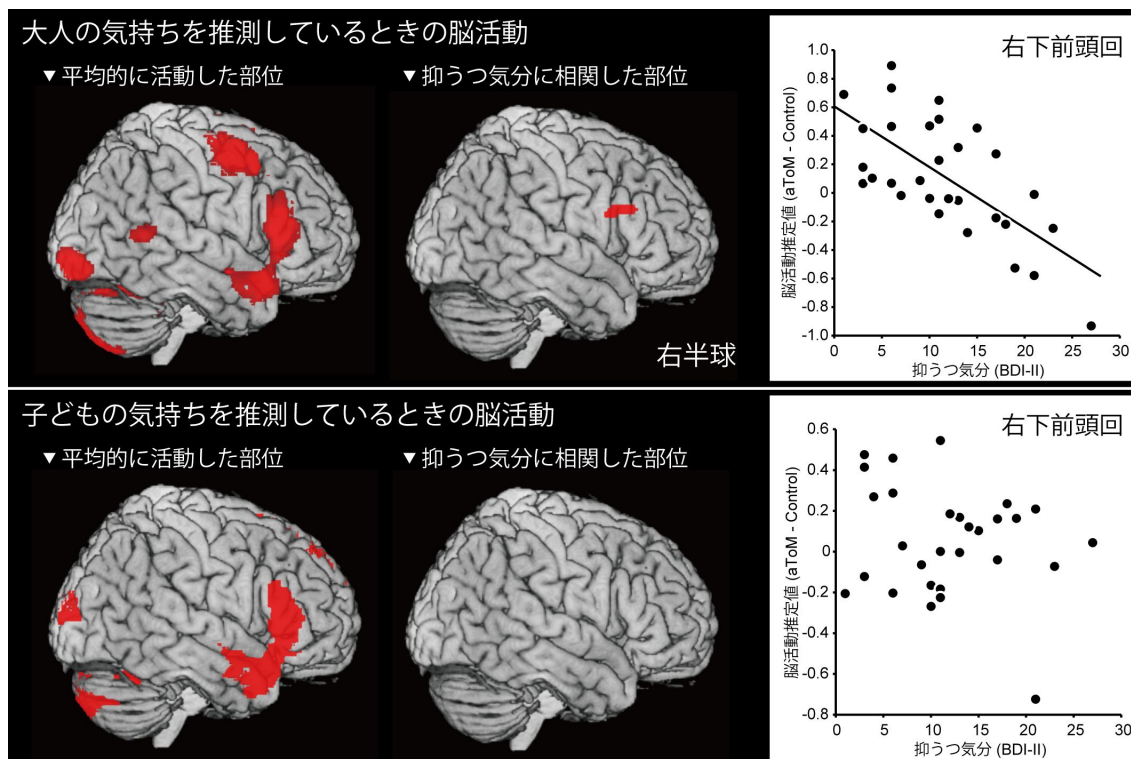 大人の気持ちを推測しているときの脳活動
▼平均的に活動した部位
▼抑うつ気分に相関した部位
右半球
右下前頭回
脳活動推定値 (aToM - Control)
1.0
0.8
0.6
0.4
0.2
0
-0.2
-0.4
-0.6
-0.8
-1.0
0 5 10 15 20 25 30
抑うつ気分 (BDI-II)
子どもの気持ちを推測しているときの脳活動
▼平均的に活動した部位
▼抑うつ気分に相関した部位
右下前頭回
脳活動推定値 (aToM - Control)
0.6
0.4
0.2
0
-0.2
-0.4
-0.6
-0.8
0 5 10 15 20 25 30
抑うつ気分 (BDI-II)